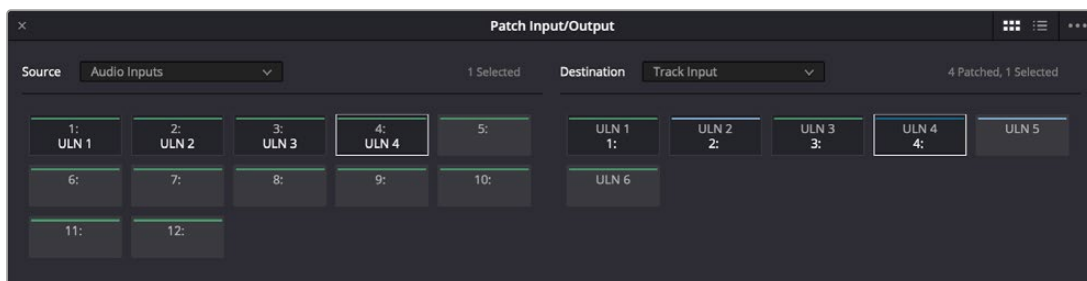 Patch Input/Output
Source Audio Inputs 1 Selected
Destination Track Input 4 Patched, 1 Selected
1: 2: 3: 4: 5:
ULN 1 ULN 2 ULN 3 ULN 4
6: 7: 8: 9: 10:
11: 12:
ULN 1 ULN 2 ULN 3 ULN 4 ULN 5
1: 2: 3: 4:
ULN 6